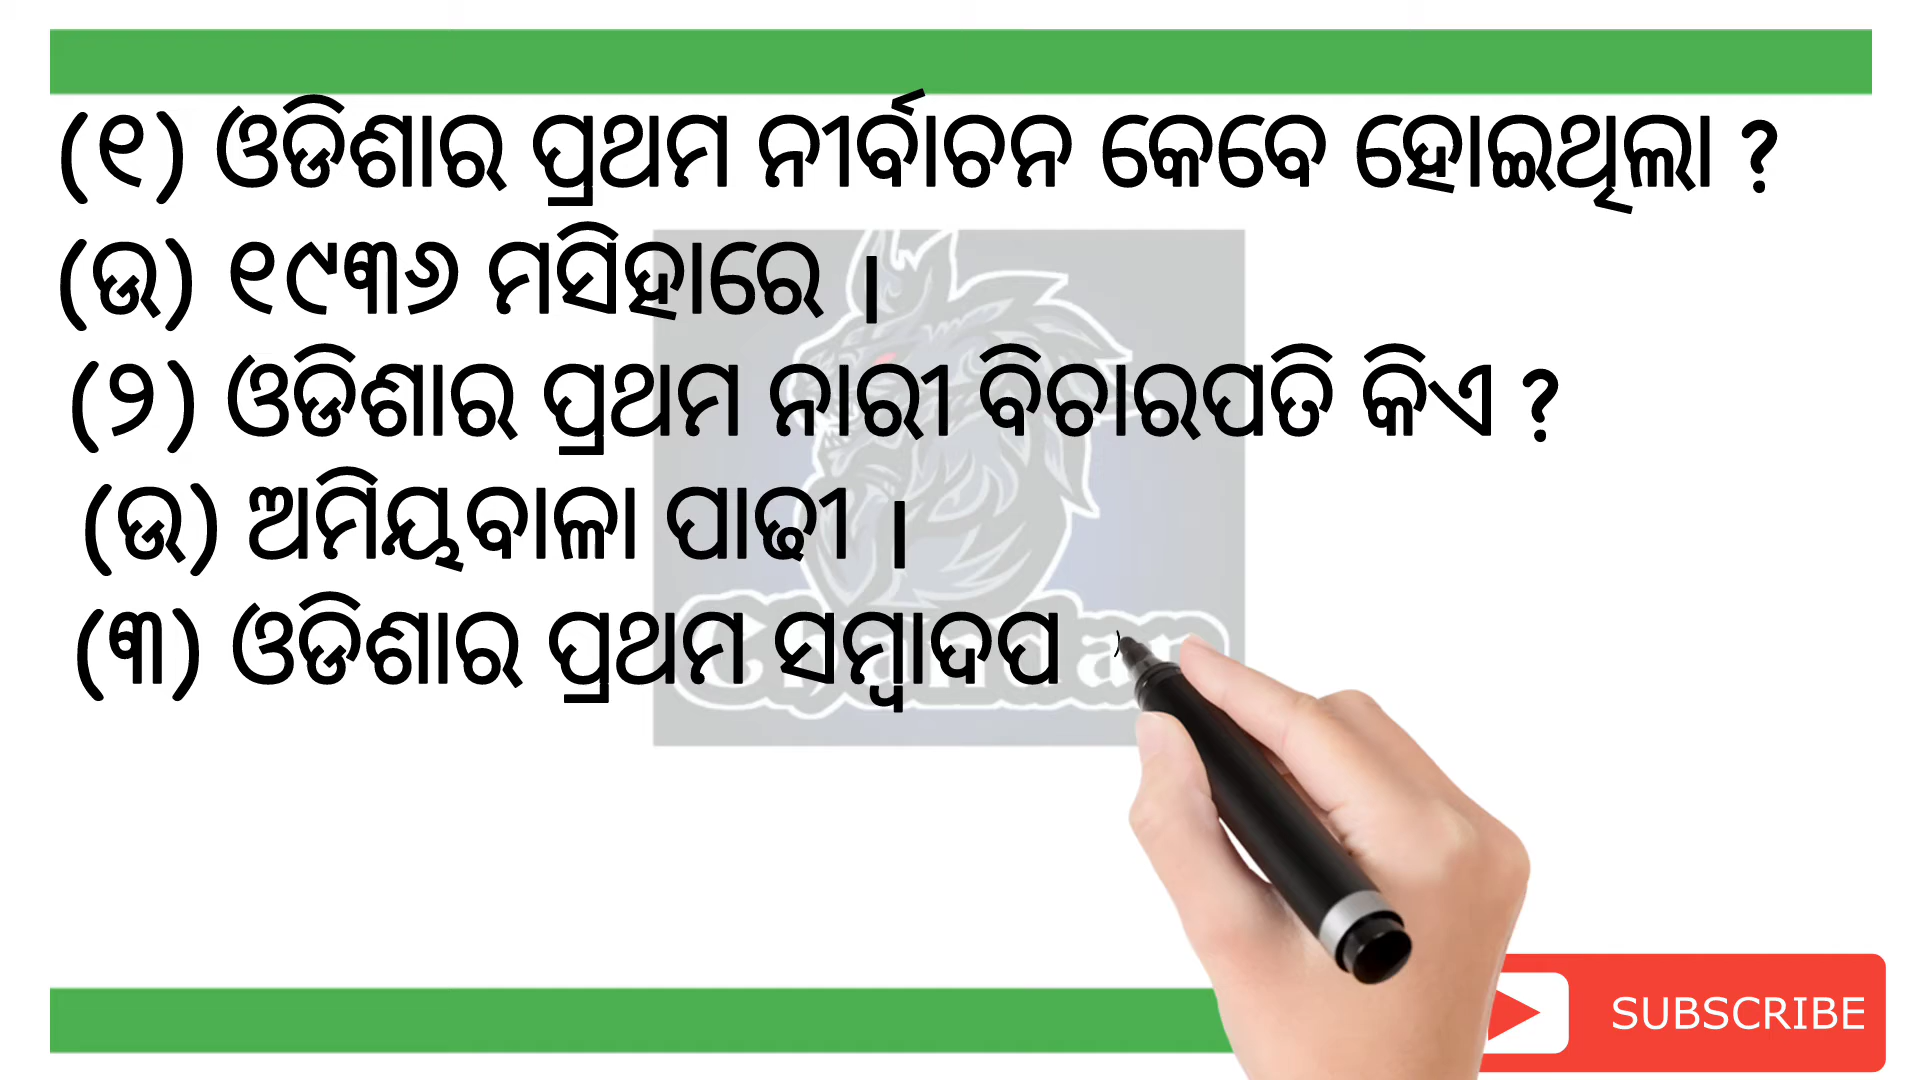 (୧) ଓଡିଶାର ପ୍ରଥମ ନୀର୍ବାଚନ କେବେ ହୋଇଥିଲା ?
(ଉ) ୧୯୩୬ ମସିହାରେ ।
(୨) ଓଡିଶାର ପ୍ରଥମ ନାରୀ ବିଚାରପତି କିଏ ?
(ଉ) ଅମିୟବାଳା ପାଢୀ ।
(୩) ଓଡିଶାର ପ୍ରଥମ ସମ୍ବାଦପ
Chandan
SUBSCRIBE